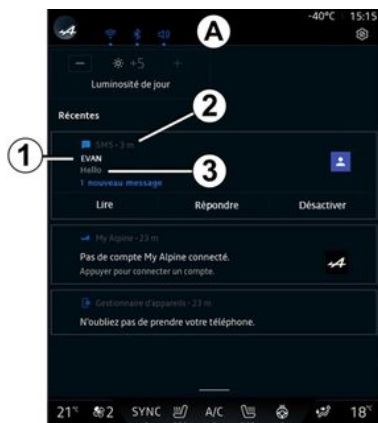 -40°C 15:15
A
+5
Luminosité de jour
Récentes
2
SMS - 3 m
1
EVAN
Hello
3
1 nouveau message
Lire Répondre Désactiver
My Alpine - 23 m
Pas de compte My Alpine connecté.
Appuyer pour connecter un compte.
Gestionnaire d'appareils - 23 m
N'oubliez pas de prendre votre téléphone.
21°C 2 SYNC A/C 18°C